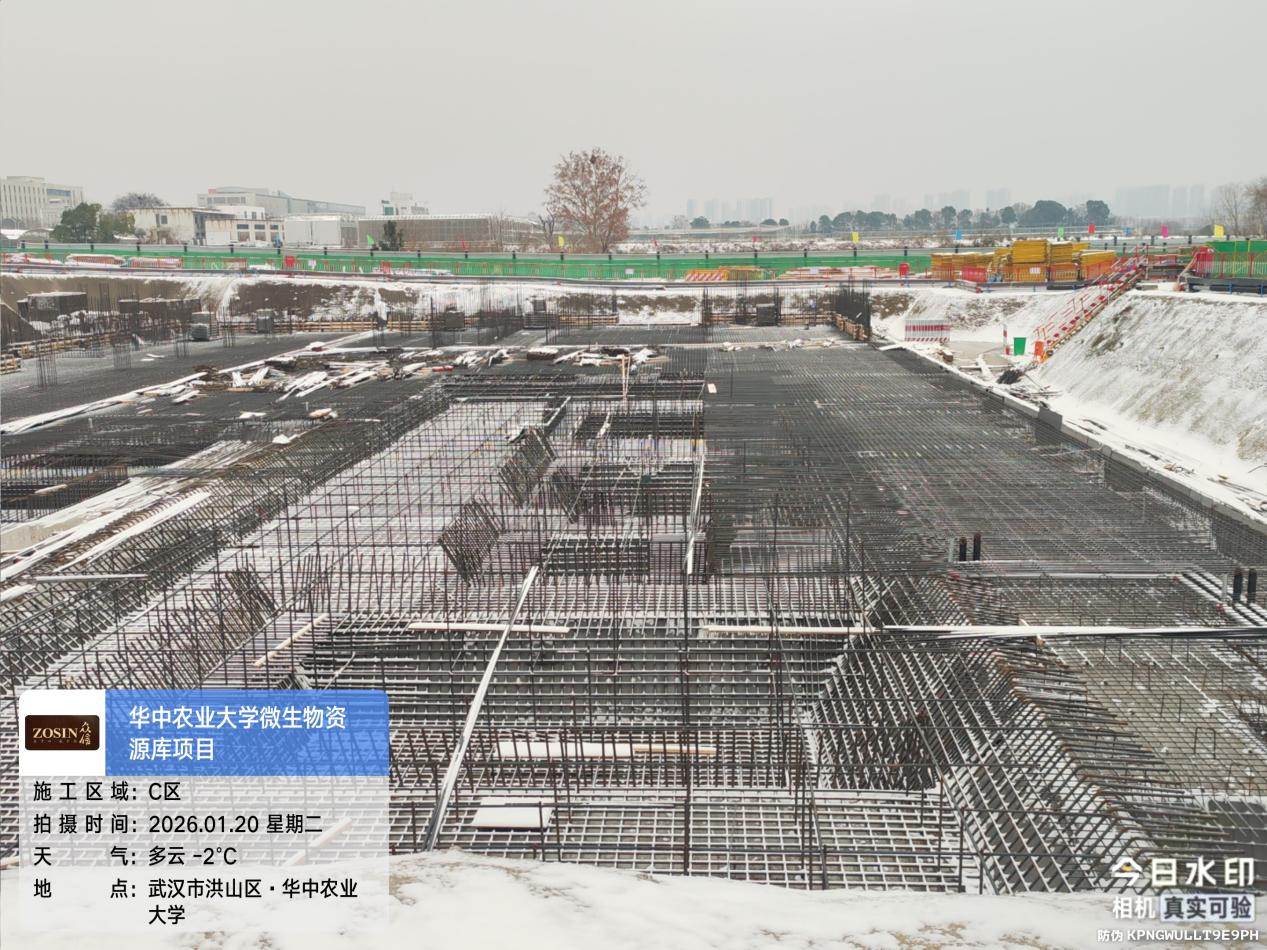 ZOSIN 众信
华中农业大学微生物资
源库项目
施工区域：C区
拍摄时间：2026.01.20 星期二
天气：多云 -2℃
地点：武汉市洪山区·华中农业
大学
今日水印
相机 真实可验
防伪 KPNGWULLT9E9PH